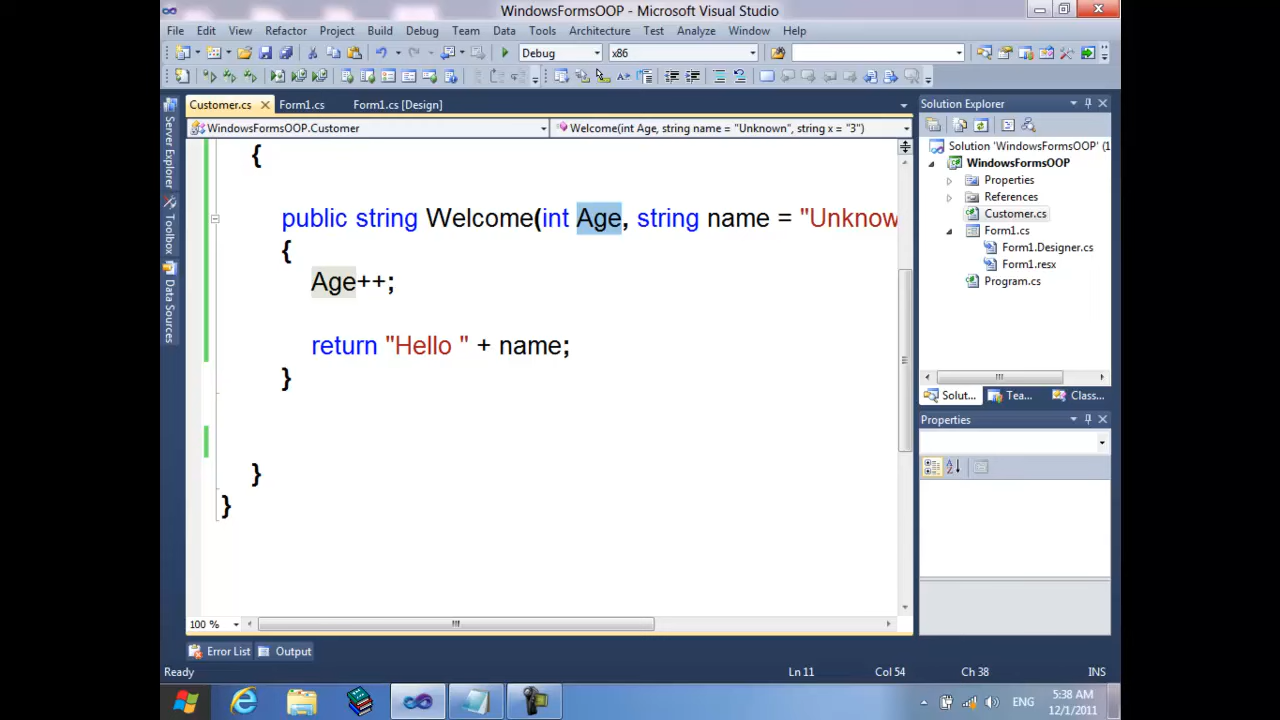 WindowsFormsOOP - Microsoft Visual Studio
File Edit View Refactor Project Build Debug Team Data Tools Architecture Test Analyze Window Help
Debug x86
Customer.cs Form1.cs Form1.cs [Design]
WindowsFormsOOP.Customer Welcome(int Age, string name = "Unknown", string x = "3")
{
public string Welcome(int Age, string name = "Unknow
{
Age++;
return "Hello " + name;
}
}
}
100 %
Server Explorer
Toolbox
Data Sources
Solution Explorer
Solution 'WindowsFormsOOP' (1
WindowsFormsOOP
Properties
References
Customer.cs
Form1.cs
Form1.Designer.cs
Form1.resx
Program.cs
Solut... Tea... Class...
Properties
Error List Output
Ready Ln 11 Col 54 Ch 38 INS
ENG 5:38 AM
12/1/2011